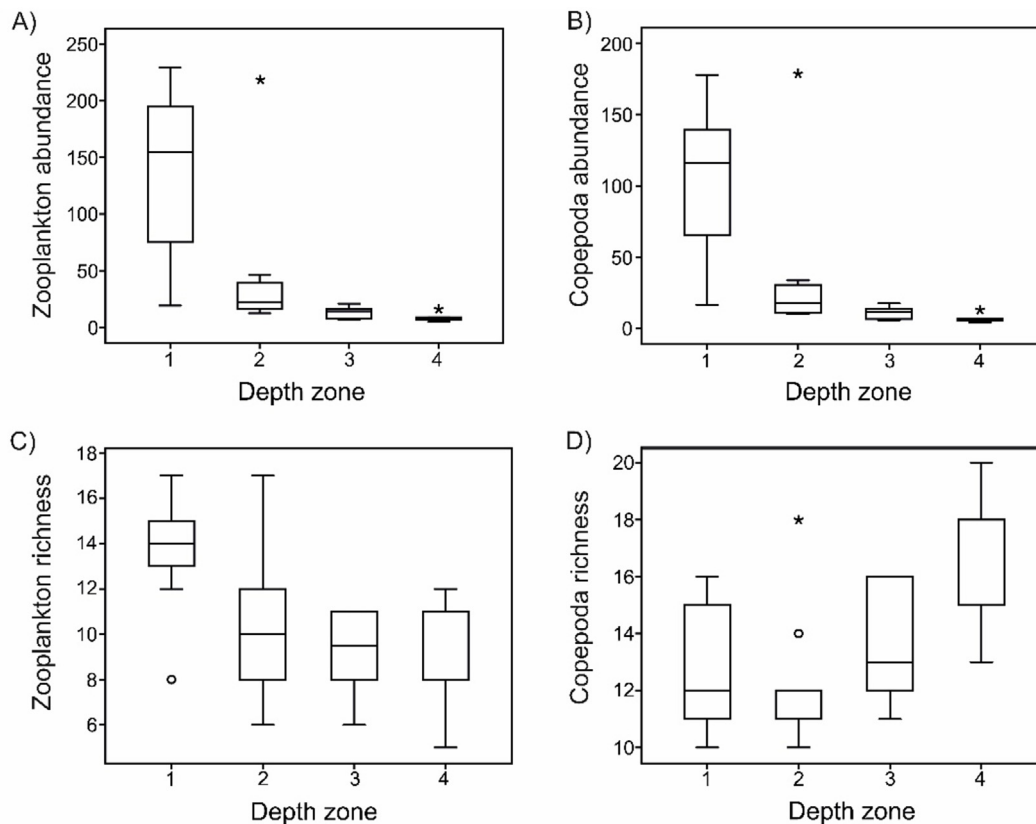 A)
Zooplankton abundance
250
200
150
100
50
0
*
*
1 2 3 4
Depth zone
B)
Copepoda abundance
200
150
100
50
0
*
*
1 2 3 4
Depth zone
C)
Zooplankton richness
18
16
14
12
10
8
6
1 2 3 4
Depth zone
D)
Copepoda richness
20
18
16
14
12
10
*
1 2 3 4
Depth zone